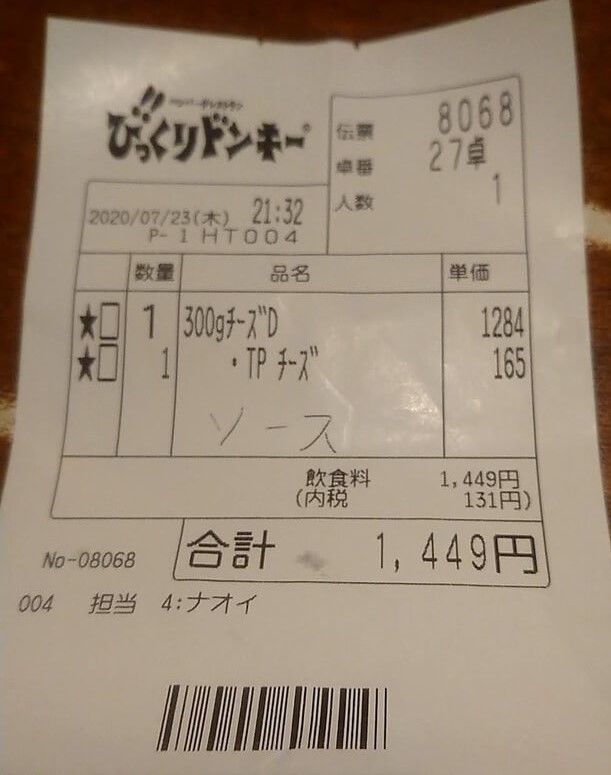 ハンバーグレストラン
びっくりドンキー
伝票 8068
卓番 27卓
人数 1
2020/07/23(木) 21:32
P-1HT004
数量 品名 単価
★□ 1 300gﾁｰｽﾞD 1284
★□ 1 ・TP ﾁｰｽﾞ 165
ソース
飲食料 1,449円
(内税 131円)
合計 1,449円
No-08068
004 担当 4:ナオイ